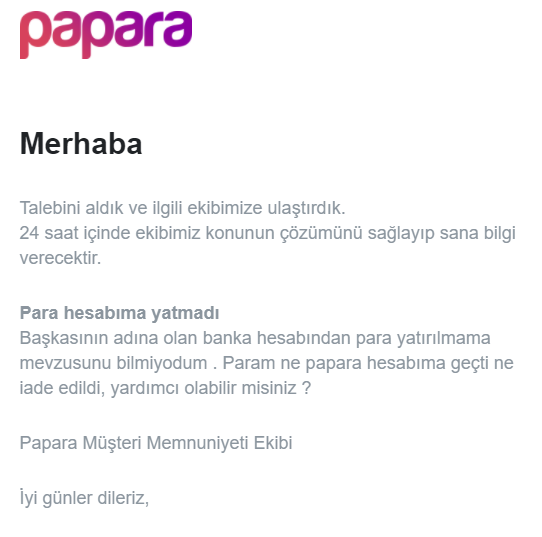 papara
Merhaba
Talebini aldık ve ilgili ekibimize ulaştırdık.
24 saat içinde ekibimiz konunun çözümünü sağlayıp sana bilgi
verecektir.
Para hesabıma yatmadı
Başkasının adına olan banka hesabından para yatırılmama
mevzusunu bilmiyodum . Param ne papara hesabıma geçti ne
iade edildi, yardımcı olabilir misiniz ?
Papara Müşteri Memnuniyeti Ekibi
İyi günler dileriz,